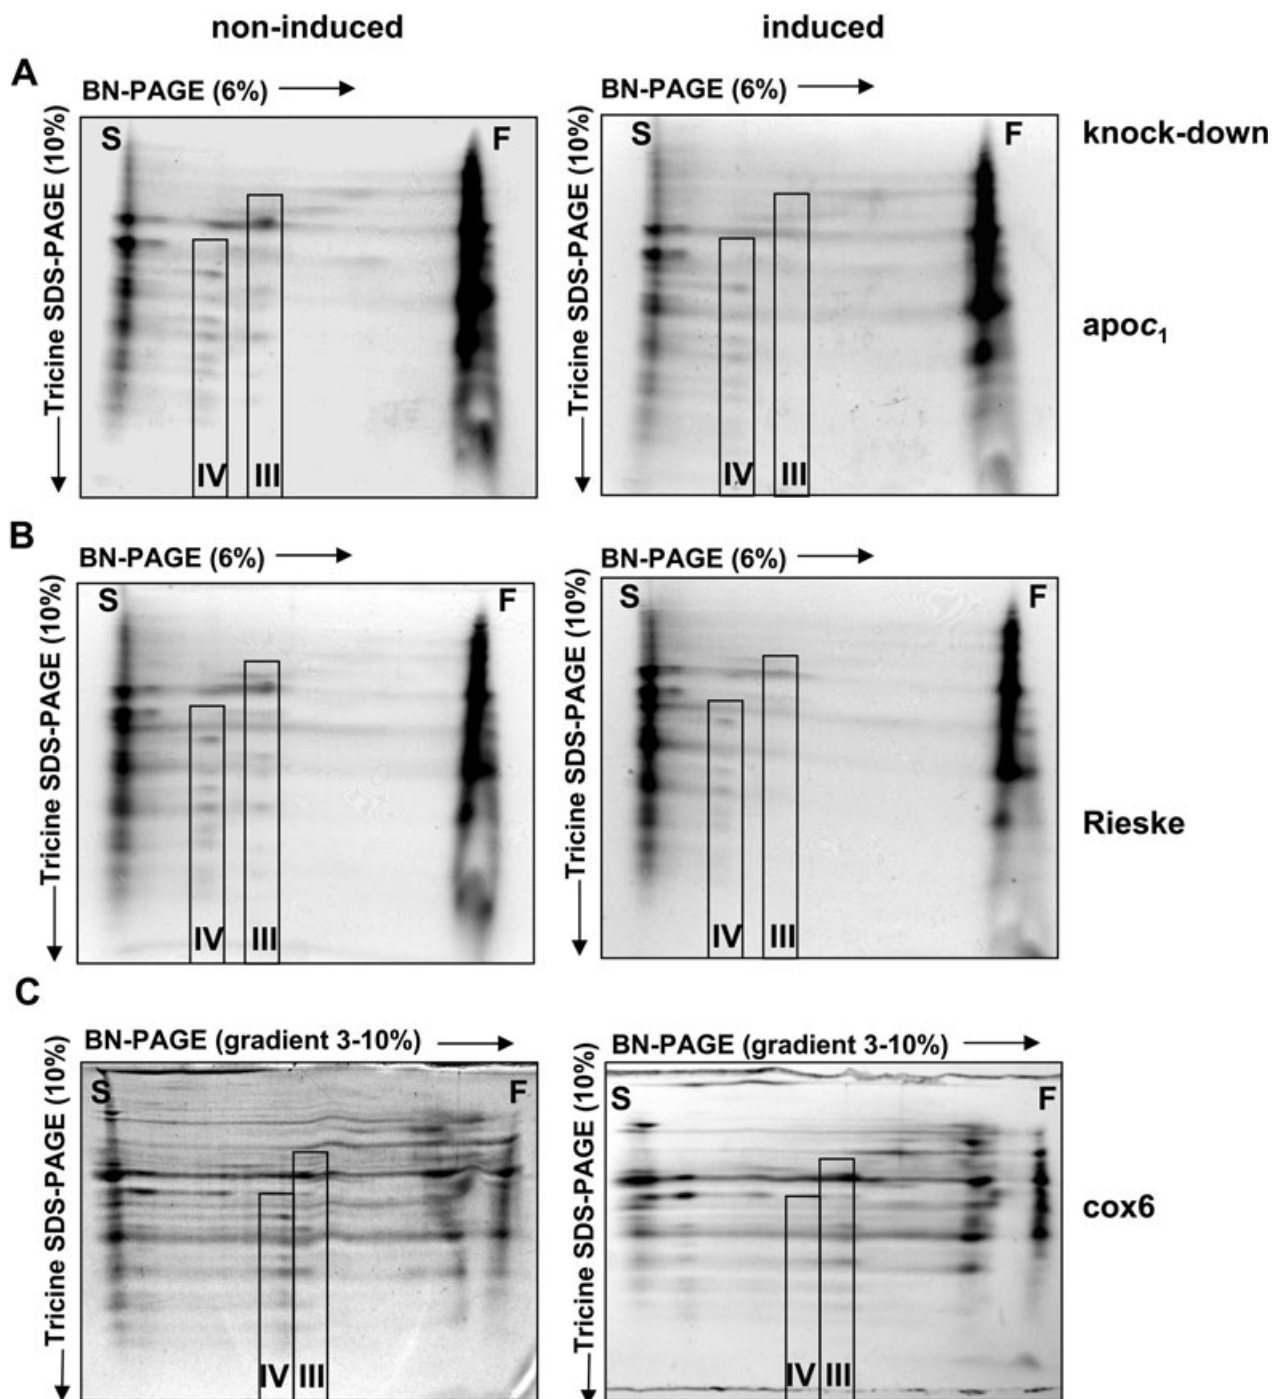 non-induced induced
A
BN-PAGE (6%) BN-PAGE (6%)
Tricine SDS-PAGE (10%) S F Tricine SDS-PAGE (10%) S F knock-down
apoc₁
IV III IV III
B
BN-PAGE (6%) BN-PAGE (6%)
Tricine SDS-PAGE (10%) S F Tricine SDS-PAGE (10%) S F
Rieske
IV III IV III
C
BN-PAGE (gradient 3-10%) BN-PAGE (gradient 3-10%)
Tricine SDS-PAGE (10%) S F Tricine SDS-PAGE (10%) S F
cox6
IV III IV III